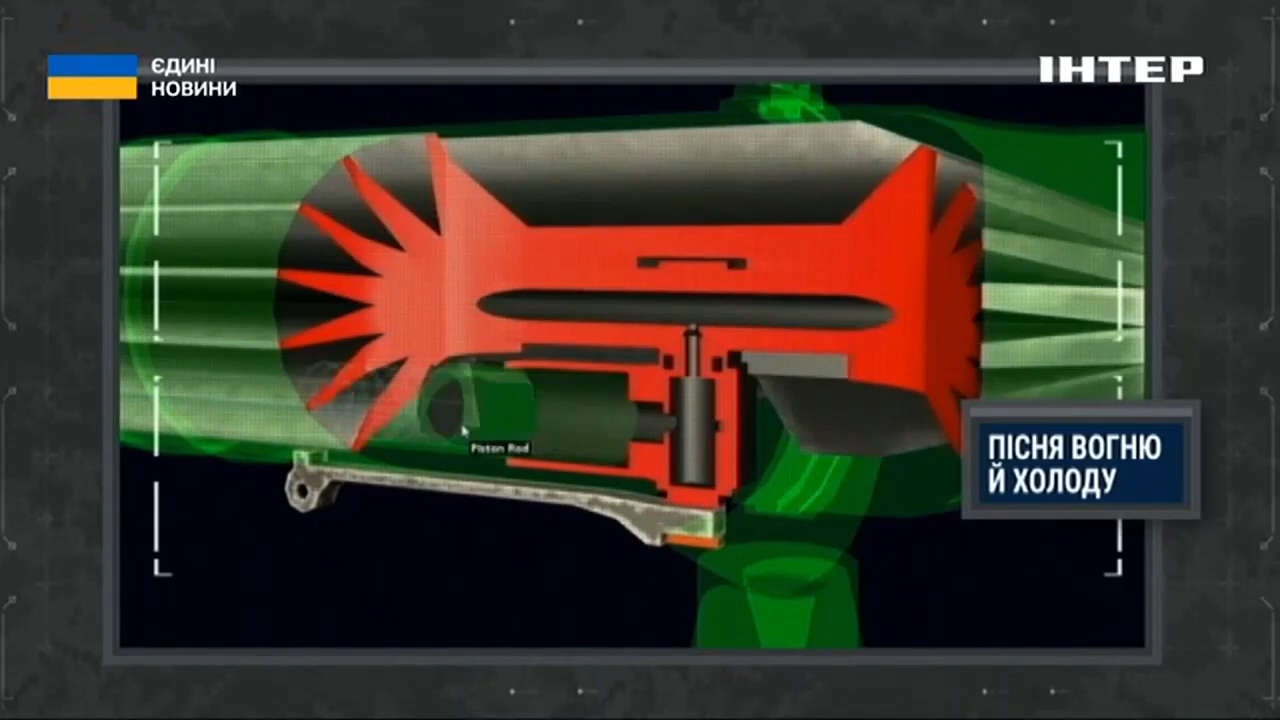 ЄДИНІ
НОВИНИ
ІНТЕР
Piston Rod
ПІСНЯ ВОГНЮ
Й ХОЛОДУ